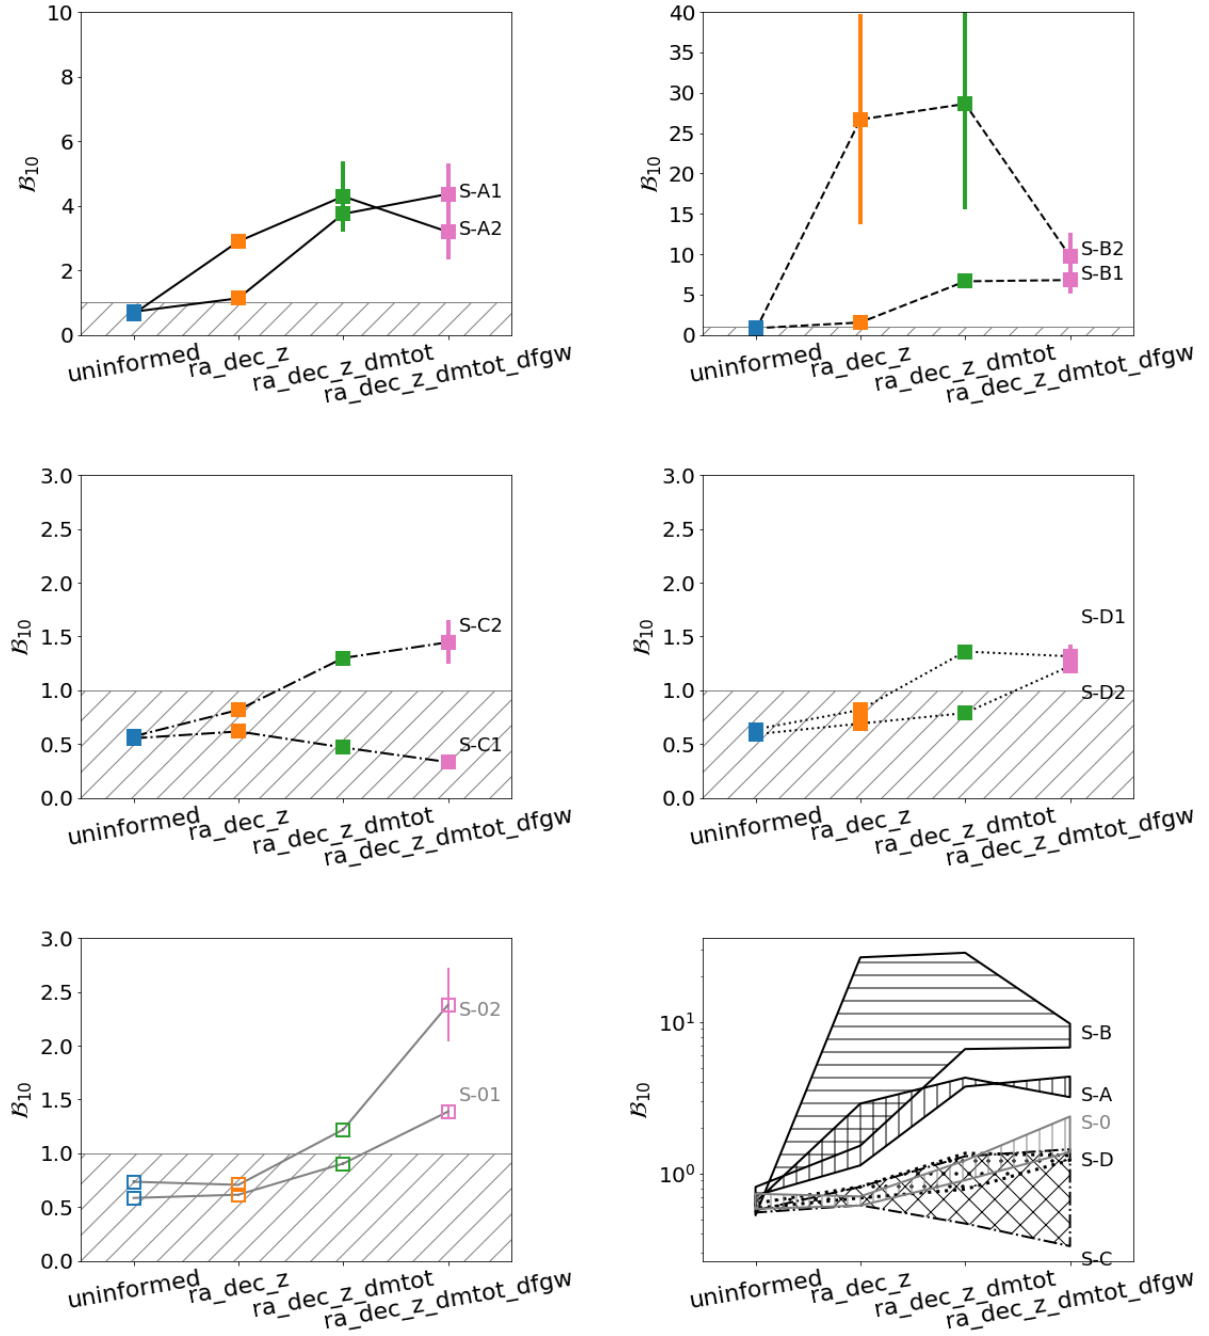 10
8
6
4
2
0
B10
S-A1
S-A2
uninformed
ra_dec_z
ra_dec_z_dmtot
ra_dec_z_dmtot_dfgw
40
35
30
25
20
15
10
5
0
B10
S-B2
S-B1
uninformed
ra_dec_z
ra_dec_z_dmtot
ra_dec_z_dmtot_dfgw
3.0
2.5
2.0
1.5
1.0
0.5
0.0
B10
S-C2
S-C1
uninformed
ra_dec_z
ra_dec_z_dmtot
ra_dec_z_dmtot_dfgw
3.0
2.5
2.0
1.5
1.0
0.5
0.0
B10
S-D1
S-D2
uninformed
ra_dec_z
ra_dec_z_dmtot
ra_dec_z_dmtot_dfgw
3.0
2.5
2.0
1.5
1.0
0.5
0.0
B10
S-02
S-01
uninformed
ra_dec_z
ra_dec_z_dmtot
ra_dec_z_dmtot_dfgw
10¹
10⁰
B10
S-B
S-A
S-0
S-D
S-C
uninformed
ra_dec_z
ra_dec_z_dmtot
ra_dec_z_dmtot_dfgw